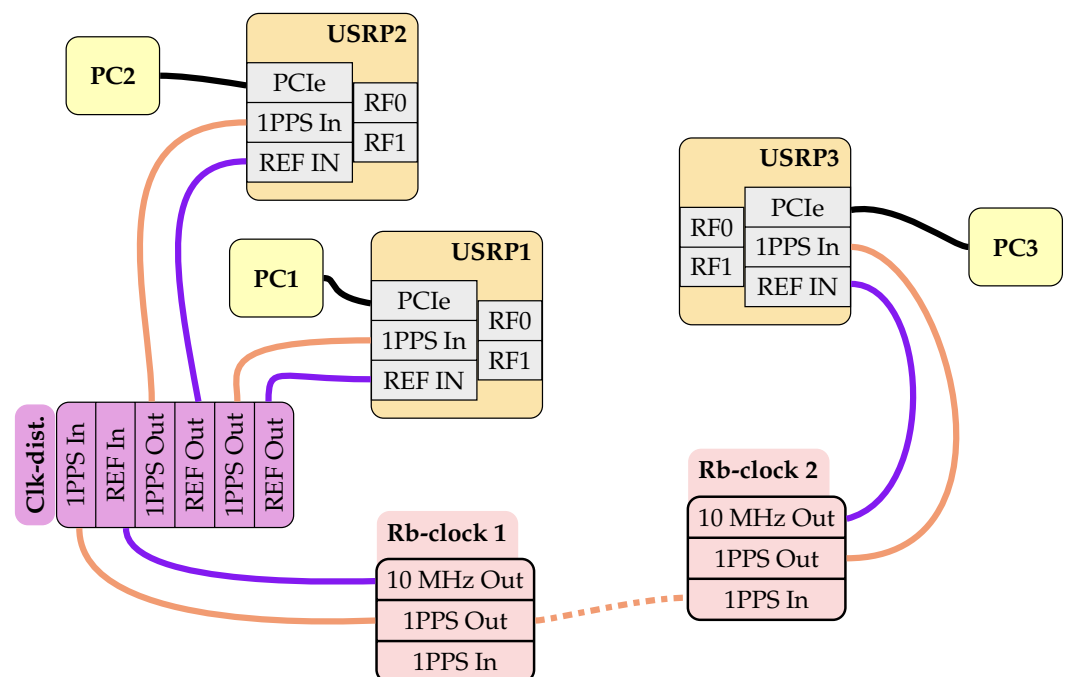 USRP2
PC2
PCIe
1PPS In
REF IN
RF0
RF1
USRP3
PCIe
1PPS In
REF IN
RF0
RF1
PC3
USRP1
PC1
PCIe
1PPS In
REF IN
RF0
RF1
Clk-dist.
1PPS In
REF In
1PPS Out
REF Out
1PPS Out
REF Out
Rb-clock 2
10 MHz Out
1PPS Out
1PPS In
Rb-clock 1
10 MHz Out
1PPS Out
1PPS In